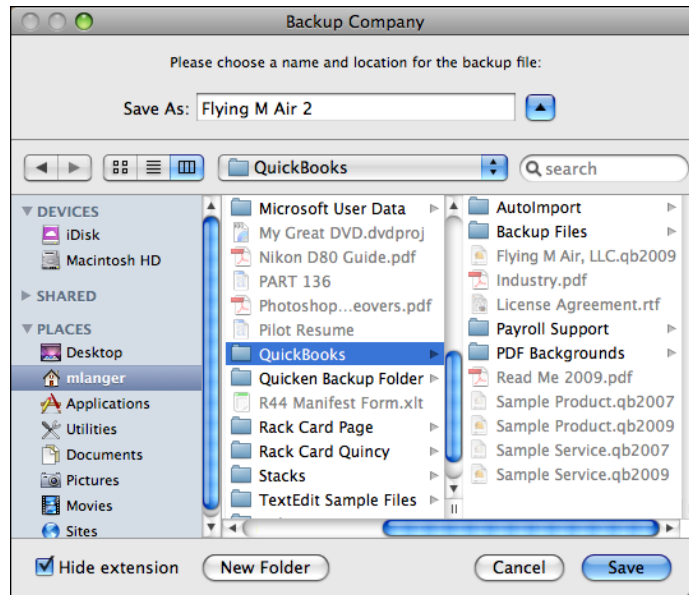 Backup Company
Please choose a name and location for the backup file:
Save As: Flying M Air 2
QuickBooks
search
DEVICES
iDisk
Macintosh HD
SHARED
PLACES
Desktop
mlanger
Applications
Utilities
Documents
Pictures
Movies
Sites
Microsoft User Data
My Great DVD.dvdproj
Nikon D80 Guide.pdf
PART 136
Photoshop...eovers.pdf
Pilot Resume
QuickBooks
Quicken Backup Folder
R44 Manifest Form.xlt
Rack Card Page
Rack Card Quincy
Stacks
TextEdit Sample Files
AutoImport
Backup Files
Flying M Air, LLC.qb2009
Industry.pdf
License Agreement.rtf
Payroll Support
PDF Backgrounds
Read Me 2009.pdf
Sample Product.qb2007
Sample Product.qb2009
Sample Service.qb2007
Sample Service.qb2009
Hide extension
New Folder
Cancel
Save